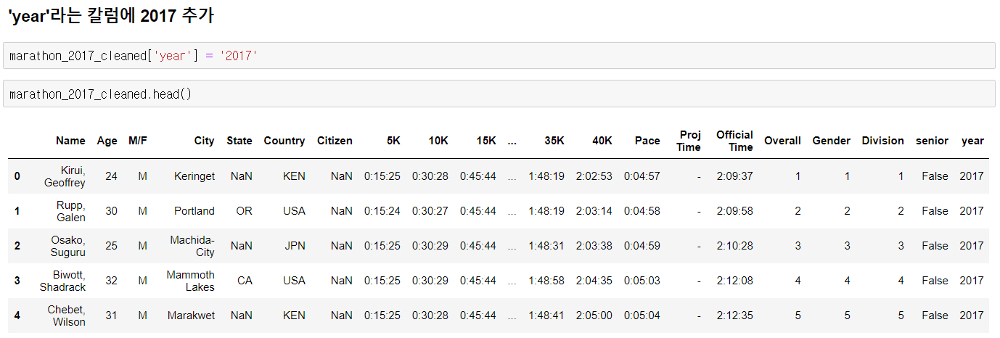 'year'라는 칼럼에 2017 추가
marathon_2017_cleaned['year'] = '2017'
marathon_2017_cleaned.head()
Name Age M/F City State Country Citizen 5K 10K 15K ... 35K 40K Pace Proj Time Official Time Overall Gender Division senior year
0 Kirui, Geoffrey 24 M Keringet NaN KEN NaN 0:15:25 0:30:28 0:45:44 ... 1:48:19 2:02:53 0:04:57 - 2:09:37 1 1 1 False 2017
1 Rupp, Galen 30 M Portland OR USA NaN 0:15:24 0:30:27 0:45:44 ... 1:48:19 2:03:14 0:04:58 - 2:09:58 2 2 2 False 2017
2 Osako, Suguru 25 M Machida-City NaN JPN NaN 0:15:25 0:30:29 0:45:44 ... 1:48:31 2:03:38 0:04:59 - 2:10:28 3 3 3 False 2017
3 Biwott, Shadrack 32 M Mammoth Lakes CA USA NaN 0:15:25 0:30:29 0:45:44 ... 1:48:58 2:04:35 0:05:03 - 2:12:08 4 4 4 False 2017
4 Chebet, Wilson 31 M Marakwet NaN KEN NaN 0:15:25 0:30:28 0:45:44 ... 1:48:41 2:05:00 0:05:04 - 2:12:35 5 5 5 False 2017